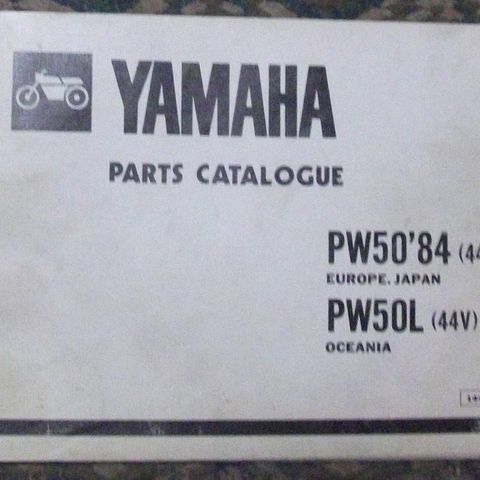 YAMAHA
PARTS CATALOGUE
PW50'84
EUROPE. JAPAN
PW50L (44V)
OCEANIA